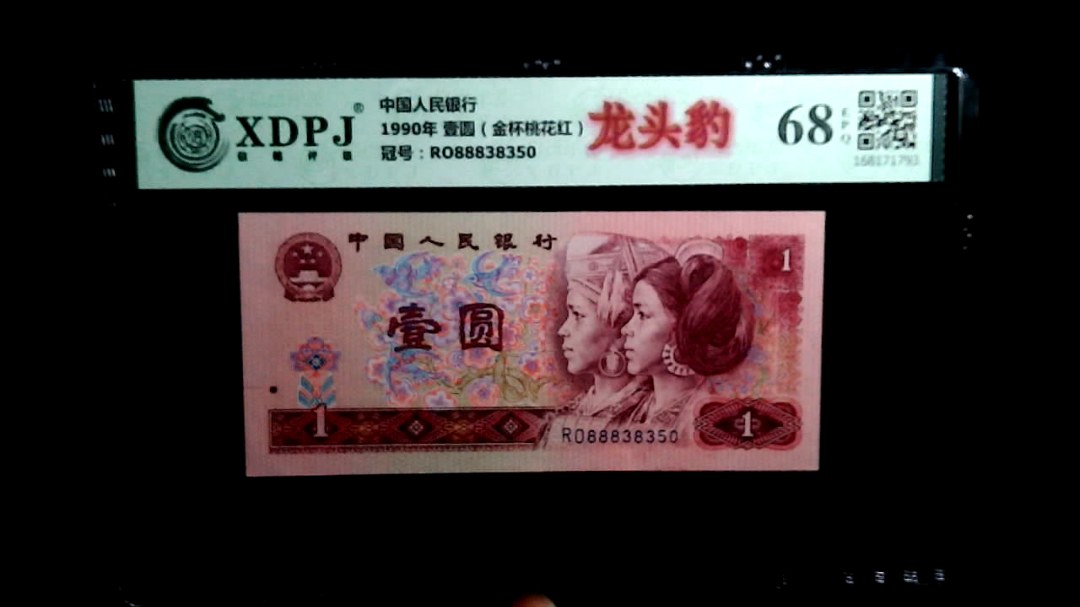 XDPJ®
中国人民银行
1990年 壹圆（金杯桃花红）
冠号：RO88838350
龙头豹
68
EPQ
168171793
中国人民银行
壹圆
1
1
1
RO88838350